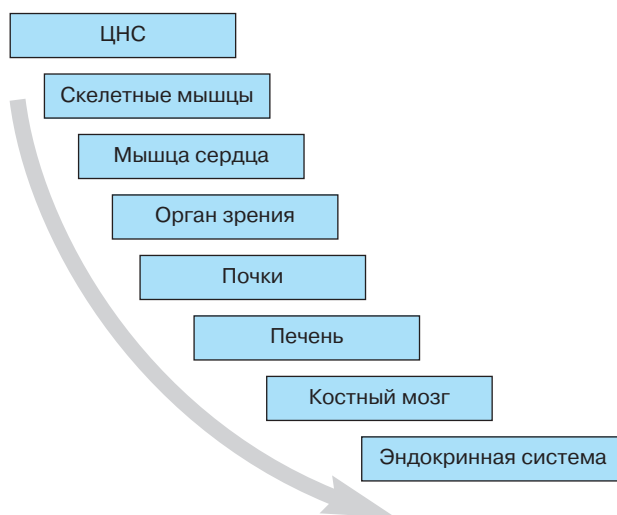 ЦНС
Скелетные мышцы
Мышца сердца
Орган зрения
Почки
Печень
Костный мозг
Эндокринная система